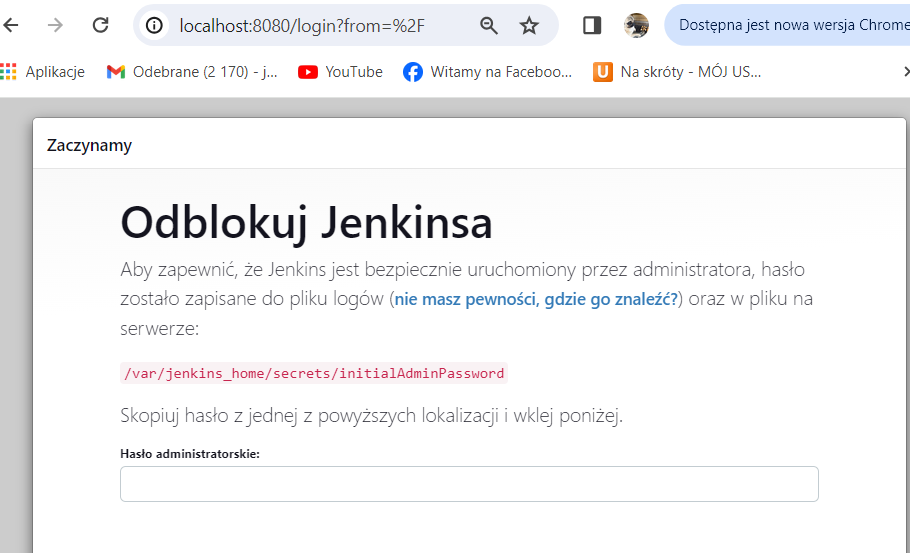 localhost:8080/login?from=%2F
Dostępna jest nowa wersja Chrome
Aplikacje
Odebrane (2 170) - j...
YouTube
Witamy na Faceboo...
Na skróty - MÓJ US...
Zaczynamy
Odblokuj Jenkinsa
Aby zapewnić, że Jenkins jest bezpiecznie uruchomiony przez administratora, hasło
zostało zapisane do pliku logów (nie masz pewności, gdzie go znaleźć?) oraz w pliku na
serwerze:
/var/jenkins_home/secrets/initialAdminPassword
Skopiuj hasło z jednej z powyższych lokalizacji i wklej poniżej.
Hasło administratorskie: